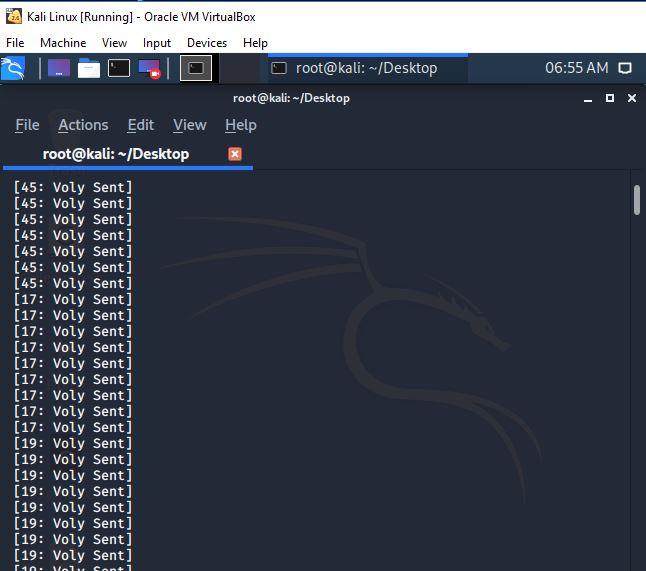 Kali Linux [Running] - Oracle VM VirtualBox
File Machine View Input Devices Help
root@kali: ~/Desktop 06:55 AM
root@kali: ~/Desktop
File Actions Edit View Help
root@kali: ~/Desktop
[45: Voly Sent]
[45: Voly Sent]
[45: Voly Sent]
[45: Voly Sent]
[45: Voly Sent]
[45: Voly Sent]
[45: Voly Sent]
[17: Voly Sent]
[17: Voly Sent]
[17: Voly Sent]
[17: Voly Sent]
[17: Voly Sent]
[17: Voly Sent]
[17: Voly Sent]
[17: Voly Sent]
[17: Voly Sent]
[19: Voly Sent]
[19: Voly Sent]
[19: Voly Sent]
[19: Voly Sent]
[19: Voly Sent]
[19: Voly Sent]
[19: Voly Sent]
[19: Voly Sent]
[19: Voly Sent]